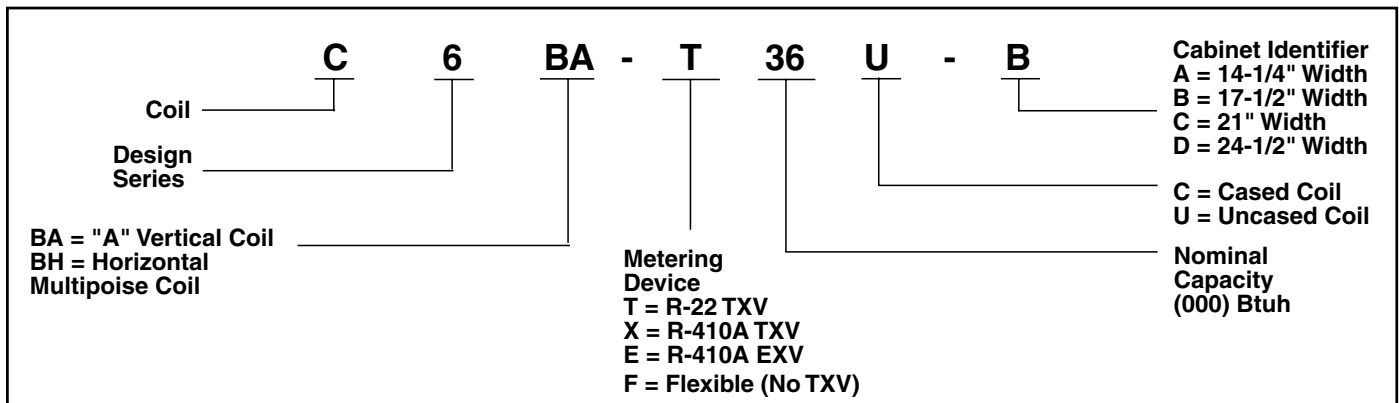 C 6 BA - T 36 U - B
Coil
Design
Series
BA = "A" Vertical Coil
BH = Horizontal
Multipoise Coil
Metering
Device
T = R-22 TXV
X = R-410A TXV
E = R-410A EXV
F = Flexible (No TXV)
Cabinet Identifier
A = 14-1/4" Width
B = 17-1/2" Width
C = 21" Width
D = 24-1/2" Width
C = Cased Coil
U = Uncased Coil
Nominal
Capacity
(000) Btuh